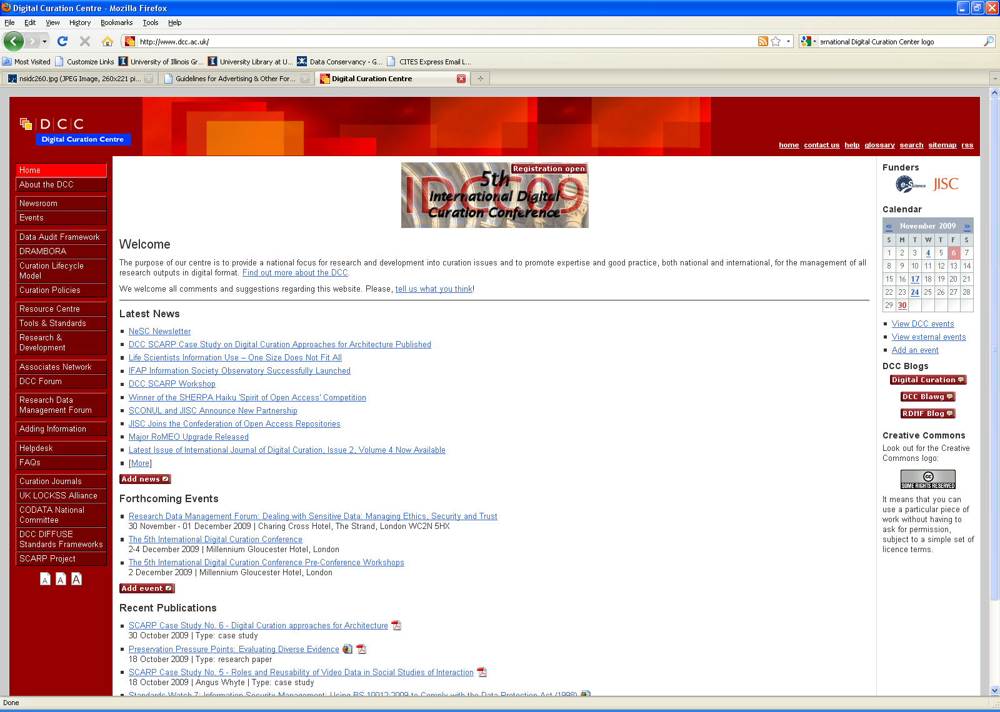 Digital Curation Centre - Mozilla Firefox
File Edit View History Bookmarks Tools Help
http://www.dcc.ac.uk/
ernational Digital Curation Center logo
Most Visited Customize Links University of Illinois Gr... University Library at U... Data Conservancy - G... CITES Express Email L...
nsidc260.jpg (JPEG Image, 260x221 pi... Guidelines for Advertising & Other For... Digital Curation Centre
D C C
Digital Curation Centre
home contact us help glossary search sitemap rss
Home
About the DCC
Newsroom
Events
Data Audit Framework
DRAMBORA
Curation Lifecycle
Model
Curation Policies
Resource Centre
Tools & Standards
Research &
Development
Associates Network
DCC Forum
Research Data
Management Forum
Adding Information
Helpdesk
FAQs
Curation Journals
UK LOCKSS Alliance
CODATA National
Committee
DCC DIFFUSE
Standards Frameworks
SCARP Project
A A A
Registration open
IDCC09
5th
International Digital
Curation Conference
Welcome
The purpose of our centre is to provide a national focus for research and development into curation issues and to promote expertise and good practice, both national and international, for the management of all
research outputs in digital format. Find out more about the DCC.
We welcome all comments and suggestions regarding this website. Please, tell us what you think!
Latest News
NeSC Newsletter
DCC SCARP Case Study on Digital Curation Approaches for Architecture Published
Life Scientists Information Use – One Size Does Not Fit All
IFAP Information Society Observatory Successfully Launched
DCC SCARP Workshop
Winner of the SHERPA Haiku 'Spirit of Open Access' Competition
SCONUL and JISC Announce New Partnership
JISC Joins the Confederation of Open Access Repositories
Major RoMEO Upgrade Released
Latest Issue of International Journal of Digital Curation, Issue 2, Volume 4 Now Available
[More]
Add news
Forthcoming Events
Research Data Management Forum: Dealing with Sensitive Data: Managing Ethics, Security and Trust
30 November - 01 December 2009 | Charing Cross Hotel, The Strand, London WC2N 5HX
The 5th International Digital Curation Conference
2-4 December 2009 | Millennium Gloucester Hotel, London
The 5th International Digital Curation Conference Pre-Conference Workshops
2 December 2009 | Millennium Gloucester Hotel, London
Add event
Recent Publications
SCARP Case Study No. 6 - Digital Curation approaches for Architecture
30 October 2009 | Type: case study
Preservation Pressure Points: Evaluating Diverse Evidence
18 October 2009 | Type: research paper
SCARP Case Study No. 5 - Roles and Reusability of Video Data in Social Studies of Interaction
18 October 2009 | Angus Whyte | Type: case study
Standards Watch 7: Information Security Management: Using BS 10012:2009 to Comply with the Data Protection Act (1998)
Funders
e-Science JISC
Calendar
« November 2009 »
S M T W T F S
1 2 3 4 5 6 7
8 9 10 11 12 13 14
15 16 17 18 19 20 21
22 23 24 25 26 27 28
29 30
View DCC events
View external events
Add an event
DCC Blogs
Digital Curation
DCC Blawg
RDMF Blog
Creative Commons
Look out for the Creative
Commons logo:
cc
SOME RIGHTS RESERVED
It means that you can
use a particular piece of
work without having to
ask for permission,
subject to a simple set of
licence terms.
Done